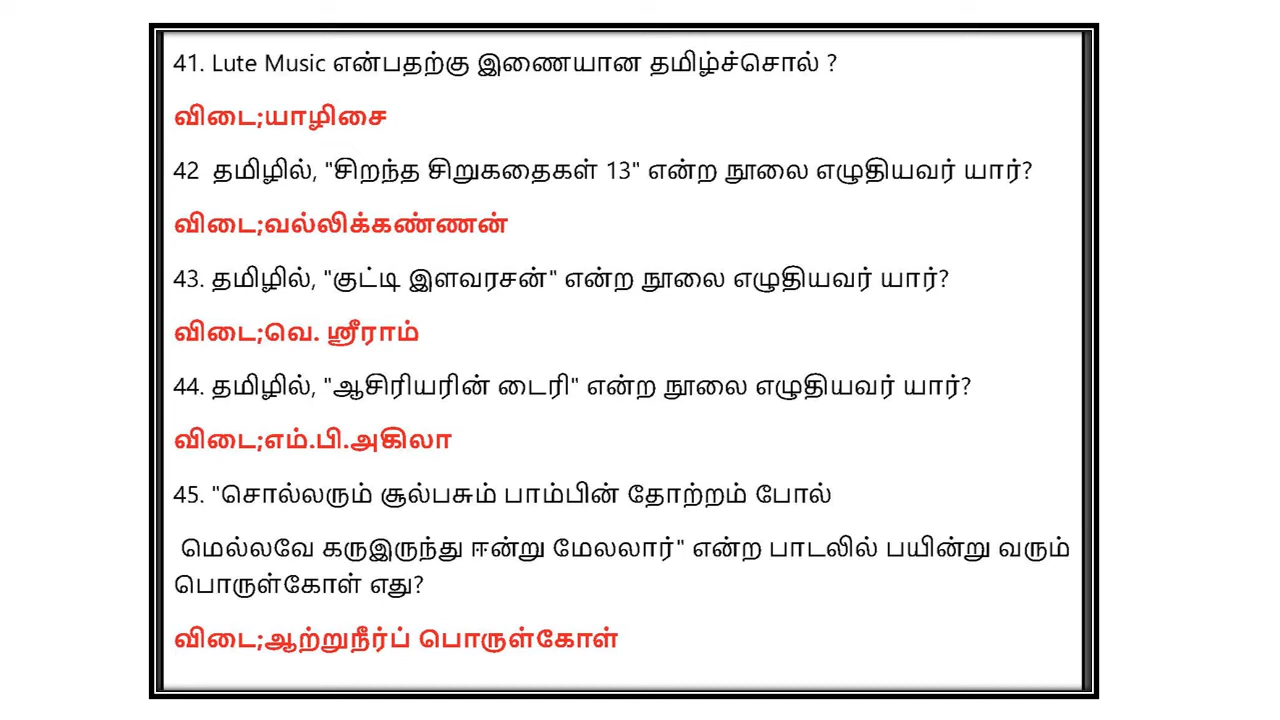 41. Lute Music என்பதற்கு இணையான தமிழ்ச்சொல் ?
விடை;யாழிசை
42 தமிழில், "சிறந்த சிறுகதைகள் 13" என்ற நூலை எழுதியவர் யார்?
விடை;வல்லிக்கண்ணன்
43. தமிழில், "குட்டி இளவரசன்" என்ற நூலை எழுதியவர் யார்?
விடை;வெ. ஸ்ரீராம்
44. தமிழில், "ஆசிரியரின் டைரி" என்ற நூலை எழுதியவர் யார்?
விடை;எம்.பி.அகிலா
45. "சொல்லரும் சூல்பசும் பாம்பின் தோற்றம் போல்
மெல்லவே கருஇருந்து ஈன்று மேலலார்" என்ற பாடலில் பயின்று வரும்
பொருள்கோள் எது?
விடை;ஆற்றுநீர்ப் பொருள்கோள்